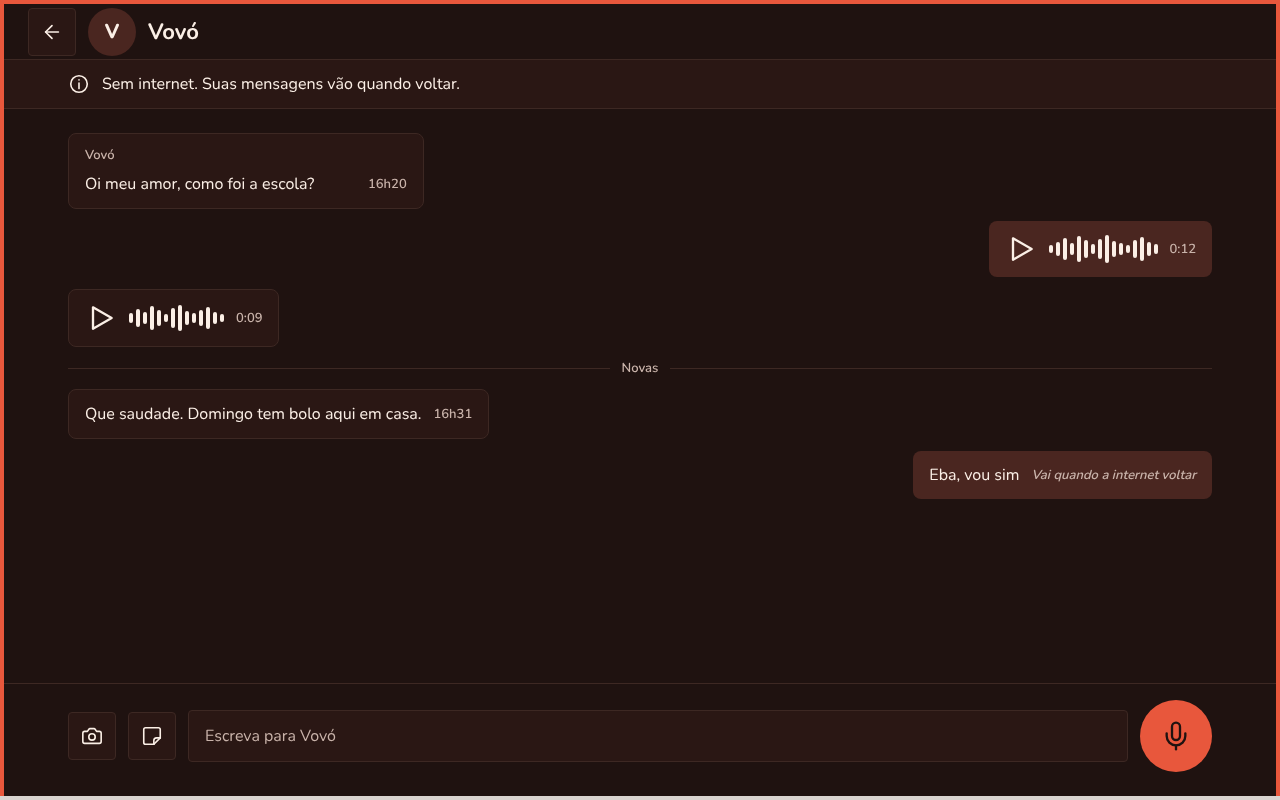 V
Vovó
Sem internet. Suas mensagens vão quando voltar.
Vovó
Oi meu amor, como foi a escola? 16h20
0:12
0:09
Novas
Que saudade. Domingo tem bolo aqui em casa. 16h31
Eba, vou sim Vai quando a internet voltar
Escreva para Vovó